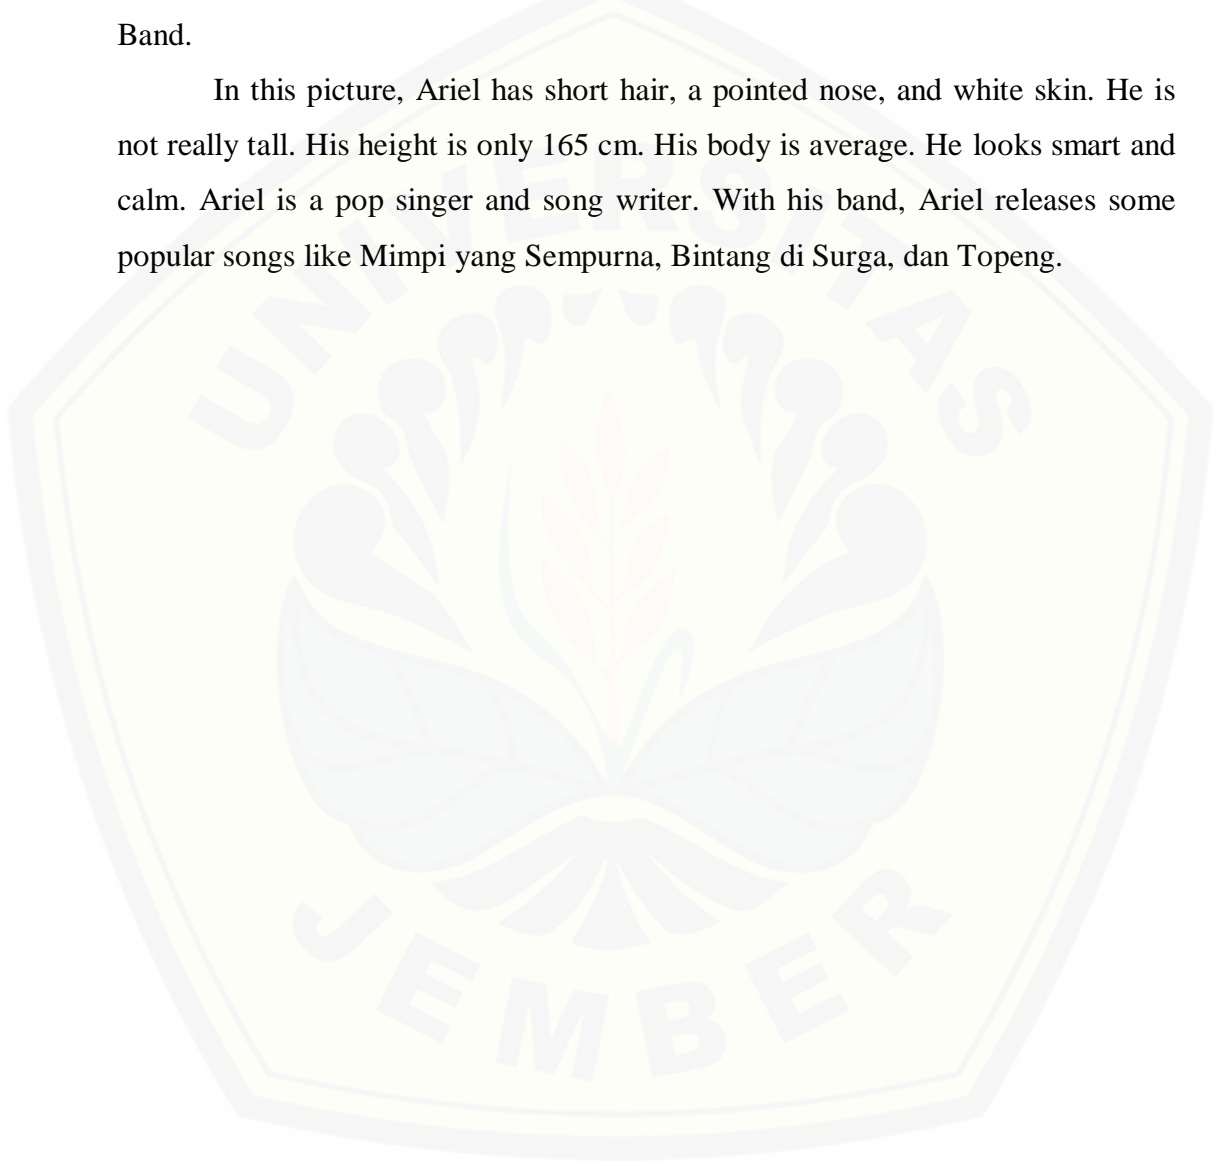 Band.
In this picture, Ariel has short hair, a pointed nose, and white skin. He is
not really tall. His height is only 165 cm. His body is average. He looks smart and
calm. Ariel is a pop singer and song writer. With his band, Ariel releases some
popular songs like Mimpi yang Sempurna, Bintang di Surga, dan Topeng.
UNIVERSITAS
JEMBER